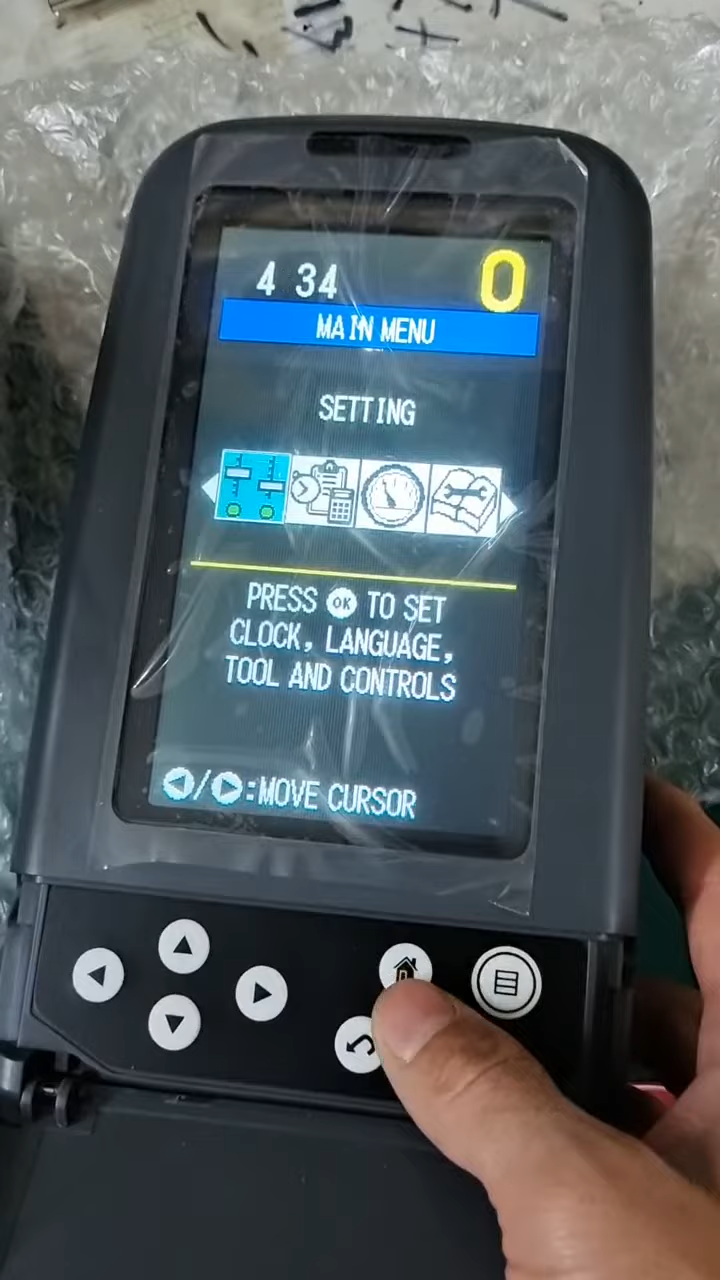 4 34 0
MAIN MENU
SETTING
PRESS OK TO SET
CLOCK, LANGUAGE,
TOOL AND CONTROLS
◀/▶:MOVE CURSOR